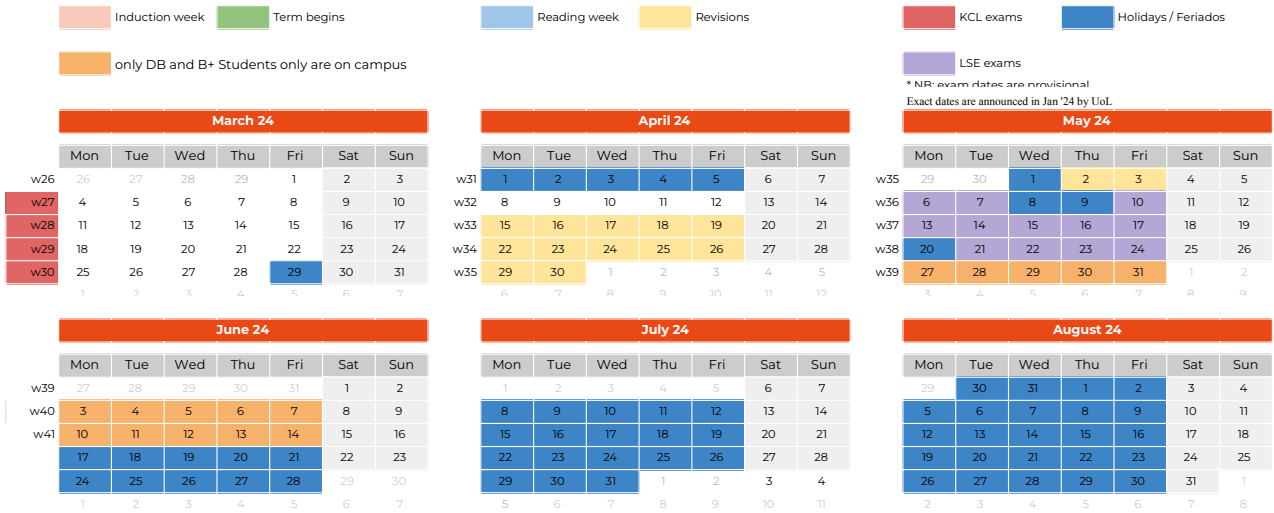 Induction week Term begins Reading week Revisions KCL exams Holidays / Feriados
only DB and B+ Students only are on campus LSE exams
* NB: exam dates are provisional
Exact dates are announced in Jan '24 by UoL
March 24 April 24 May 24
Mon Tue Wed Thu Fri Sat Sun Mon Tue Wed Thu Fri Sat Sun Mon Tue Wed Thu Fri Sat Sun
w26 26 27 28 29 1 2 3 w31 1 2 3 4 5 6 7 w35 29 30 1 2 3 4 5
w27 4 5 6 7 8 9 10 w32 8 9 10 11 12 13 14 w36 6 7 8 9 10 11 12
w28 11 12 13 14 15 16 17 w33 15 16 17 18 19 20 21 w37 13 14 15 16 17 18 19
w29 18 19 20 21 22 23 24 w34 22 23 24 25 26 27 28 w38 20 21 22 23 24 25 26
w30 25 26 27 28 29 30 31 w35 29 30 1 2 3 4 5 w39 27 28 29 30 31 1 2
1 2 3 4 5 6 7 6 7 8 9 10 11 12 3 4 5 6 7 8 9
June 24 July 24 August 24
Mon Tue Wed Thu Fri Sat Sun Mon Tue Wed Thu Fri Sat Sun Mon Tue Wed Thu Fri Sat Sun
w39 27 28 29 30 31 1 2 1 2 3 4 5 6 7 29 30 31 1 2 3 4
w40 3 4 5 6 7 8 9 8 9 10 11 12 13 14 5 6 7 8 9 10 11
w41 10 11 12 13 14 15 16 15 16 17 18 19 20 21 12 13 14 15 16 17 18
17 18 19 20 21 22 23 22 23 24 25 26 27 28 19 20 21 22 23 24 25
24 25 26 27 28 29 30 29 30 31 1 2 3 4 26 27 28 29 30 31 1
1 2 3 4 5 6 7 5 6 7 8 9 10 11 2 3 4 5 6 7 8